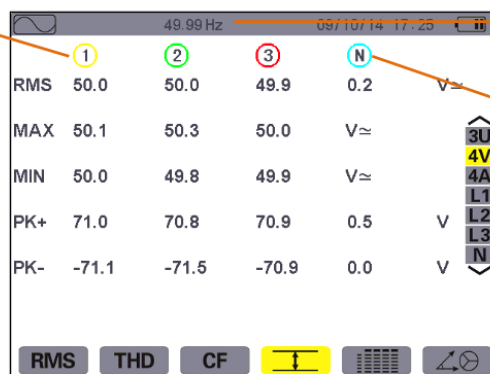 49.99 Hz 09/10/14 17:25
1 2 3 N
RMS 50.0 50.0 49.9 0.2 V≃
MAX 50.1 50.3 50.0 V≃
MIN 50.0 49.8 49.9 V≃
PK+ 71.0 70.8 70.9 0.5 V
PK- -71.1 -71.5 -70.9 0.0 V
3U
4V
4A
L1
L2
L3
N
RMS THD CF